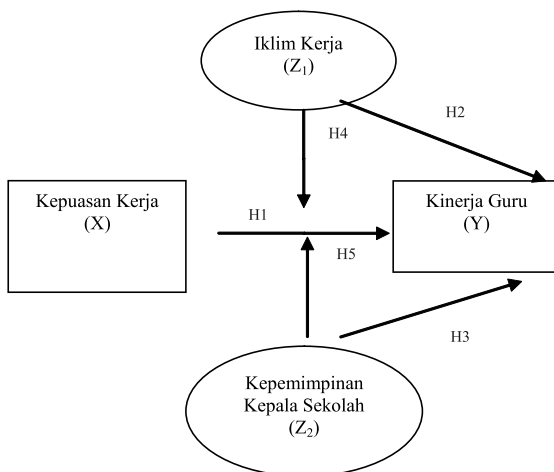 Iklim Kerja
(Z₁)
H2
H4
Kepuasan Kerja
(X)
Kinerja Guru
(Y)
H1
H5
H3
Kepemimpinan
Kepala Sekolah
(Z₂)